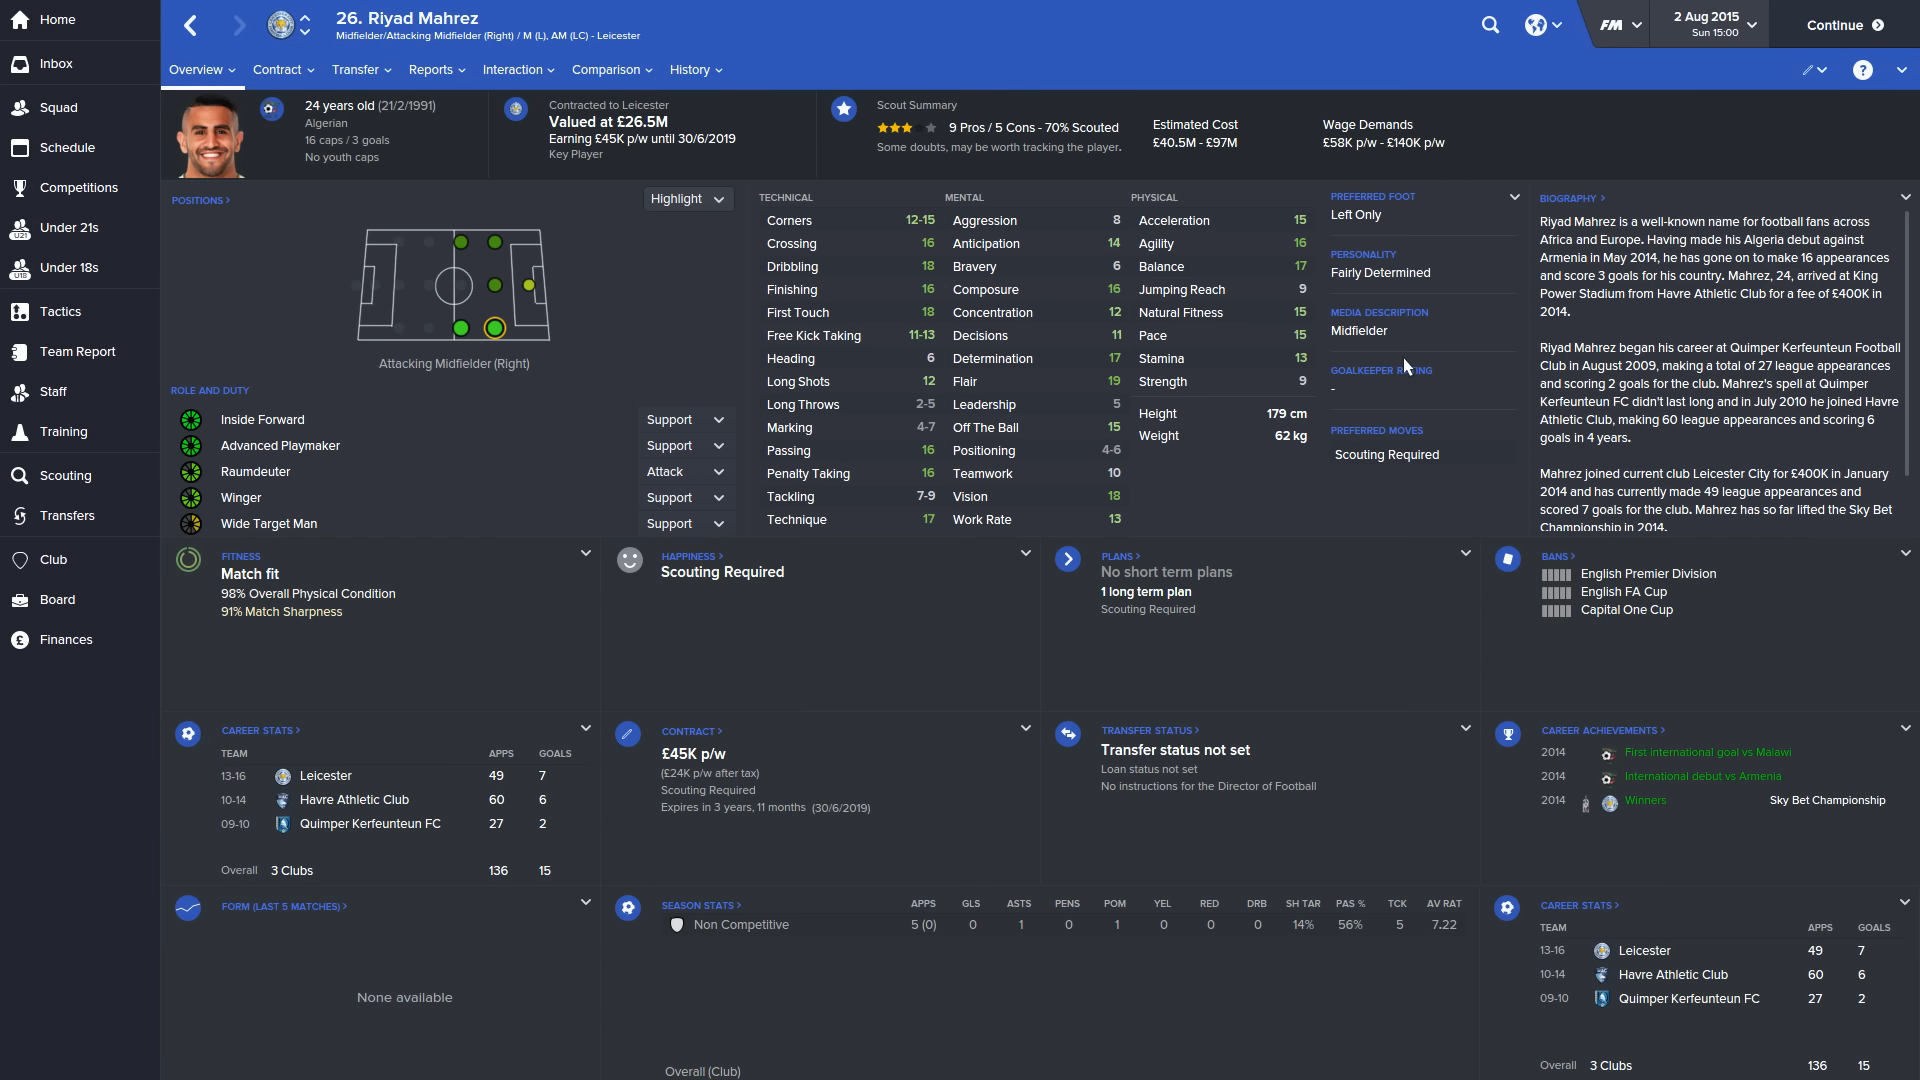 Home
Inbox
Squad
Schedule
Competitions
U21
Under 21s
U18
Under 18s
Tactics
Team Report
Staff
Training
Scouting
Transfers
Club
Board
Finances
26. Riyad Mahrez
Midfielder/Attacking Midfielder (Right) / M (L), AM (LC) - Leicester
FM
2 Aug 2015
Sun 15:00
Continue
Overview Contract Transfer Reports Interaction Comparison History
?
24 years old (21/2/1991)
Algerian
16 caps / 3 goals
No youth caps
Contracted to Leicester
Valued at £26.5M
Earning £45K p/w until 30/6/2019
Key Player
Scout Summary
9 Pros / 5 Cons - 70% Scouted
Some doubts, may be worth tracking the player.
Estimated Cost
£40.5M - £97M
Wage Demands
£58K p/w - £140K p/w
POSITIONS >
Highlight
Attacking Midfielder (Right)
ROLE AND DUTY
Inside Forward Support
Advanced Playmaker Support
Raumdeuter Attack
Winger Support
Wide Target Man Support
TECHNICAL
Corners 12-15
Crossing 16
Dribbling 18
Finishing 16
First Touch 18
Free Kick Taking 11-13
Heading 6
Long Shots 12
Long Throws 2-5
Marking 4-7
Passing 16
Penalty Taking 16
Tackling 7-9
Technique 17
MENTAL
Aggression 8
Anticipation 14
Bravery 6
Composure 16
Concentration 12
Decisions 11
Determination 17
Flair 19
Leadership 5
Off The Ball 15
Positioning 4-6
Teamwork 10
Vision 18
Work Rate 13
PHYSICAL
Acceleration 15
Agility 16
Balance 17
Jumping Reach 9
Natural Fitness 15
Pace 15
Stamina 13
Strength 9
Height 179 cm
Weight 62 kg
PREFERRED FOOT
Left Only
PERSONALITY
Fairly Determined
MEDIA DESCRIPTION
Midfielder
GOALKEEPER
-
PREFERRED MOVES
Scouting Required
BIOGRAPHY >
Riyad Mahrez is a well-known name for football fans across
Africa and Europe. Having made his Algeria debut against
Armenia in May 2014, he has gone on to make 16 appearances
and score 3 goals for his country. Mahrez, 24, arrived at King
Power Stadium from Havre Athletic Club for a fee of £400K in
2014.
Riyad Mahrez began his career at Quimper Kerfeunteun Football
Club in August 2009, making a total of 27 league appearances
and scoring 2 goals for the club. Mahrez's spell at Quimper
Kerfeunteun FC didn't last long and in July 2010 he joined Havre
Athletic Club, making 60 league appearances and scoring 6
goals in 4 years.
Mahrez joined current club Leicester City for £400K in January
2014 and has currently made 49 league appearances and
scored 7 goals for the club. Mahrez has so far lifted the Sky Bet
Championship in 2014.
FITNESS
Match fit
98% Overall Physical Condition
91% Match Sharpness
HAPPINESS >
Scouting Required
PLANS >
No short term plans
1 long term plan
Scouting Required
BANS >
English Premier Division
English FA Cup
Capital One Cup
CAREER STATS >
TEAM APPS GOALS
13-16 Leicester 49 7
10-14 Havre Athletic Club 60 6
09-10 Quimper Kerfeunteun FC 27 2
Overall 3 Clubs 136 15
CONTRACT >
£45K p/w
(£24K p/w after tax)
Scouting Required
Expires in 3 years, 11 months (30/6/2019)
TRANSFER STATUS >
Transfer status not set
Loan status not set
No instructions for the Director of Football
CAREER ACHIEVEMENTS >
2014 First international goal vs Malawi
2014 International debut vs Armenia
2014 Winners Sky Bet Championship
FORM (LAST 5 MATCHES) >
None available
SEASON STATS > APPS GLS ASTS PENS POM YEL RED DRB SH TAR PAS % TCK AV RAT
Non Competitive 5 (0) 0 1 0 1 0 0 0 14% 56% 5 7.22
Overall (Club)
CAREER STATS >
TEAM APPS GOALS
13-16 Leicester 49 7
10-14 Havre Athletic Club 60 6
09-10 Quimper Kerfeunteun FC 27 2
Overall 3 Clubs 136 15